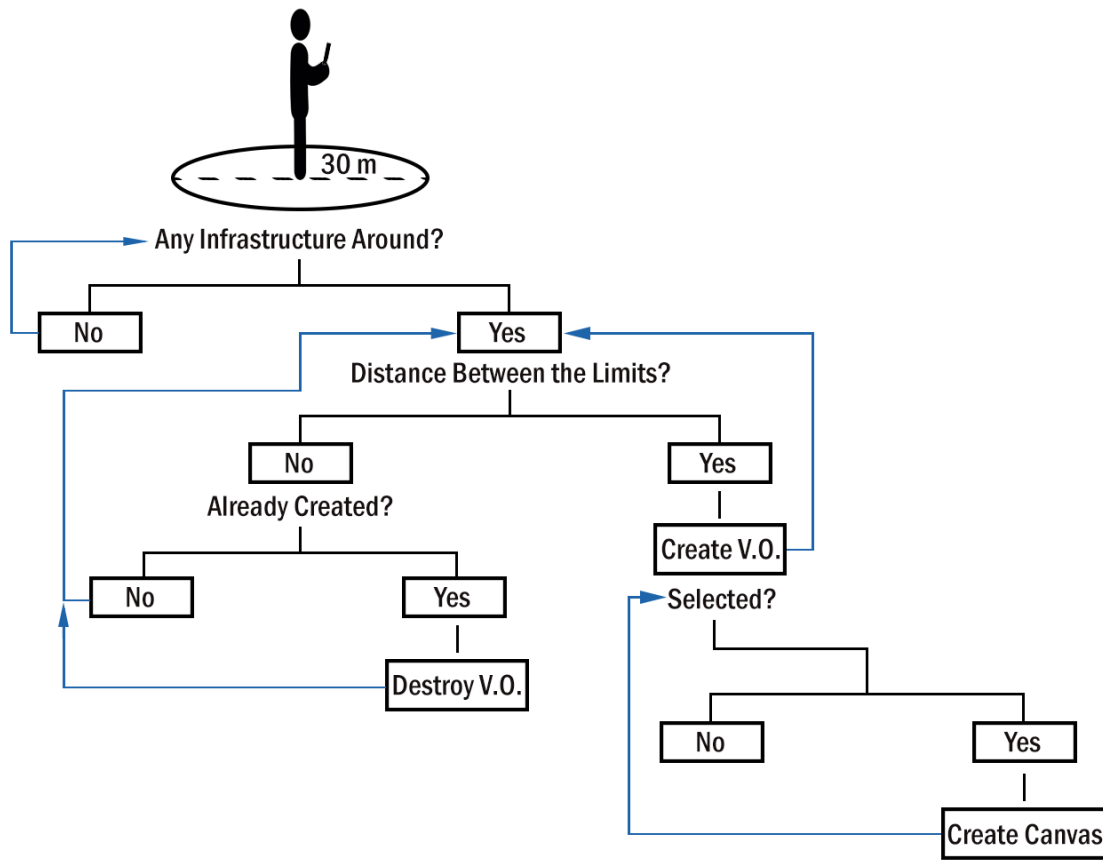 30 m
Any Infrastructure Around?
No
Yes
Distance Between the Limits?
No
Yes
Already Created?
Create V.O.
No
Yes
Selected?
Destroy V.O.
No
Yes
Create Canvas